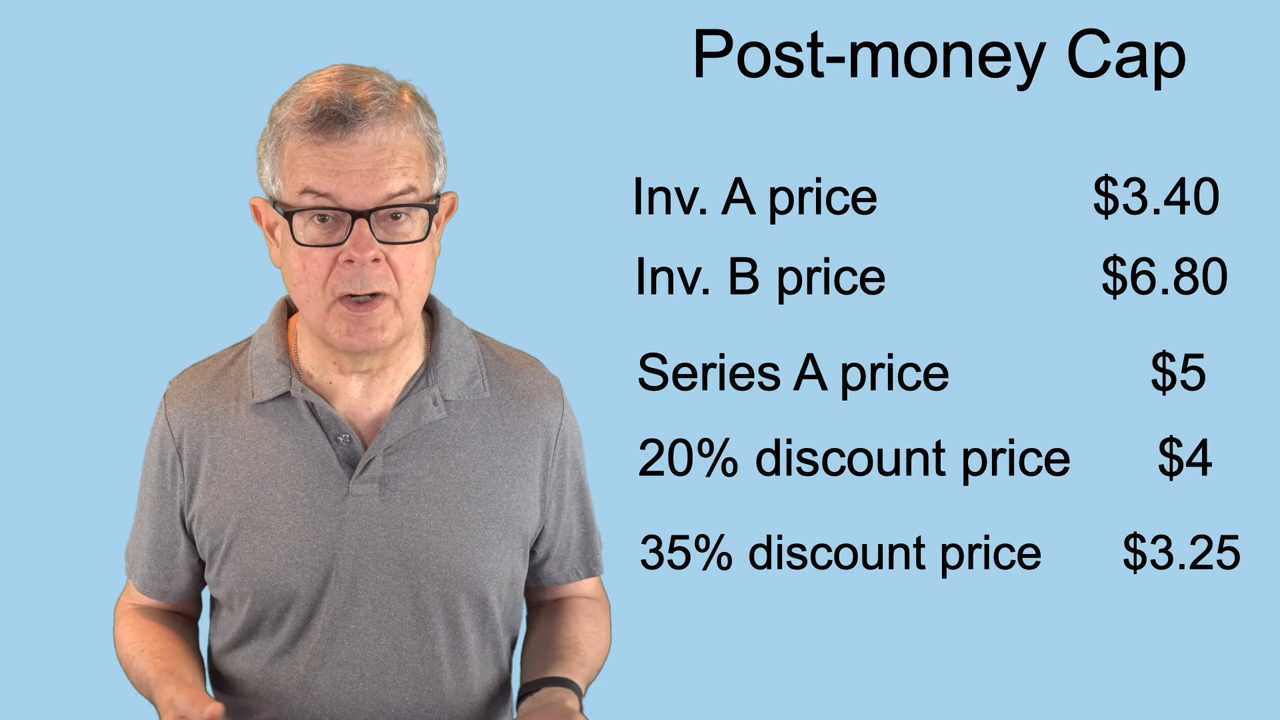 Post-money Cap
Inv. A price $3.40
Inv. B price $6.80
Series A price $5
20% discount price $4
35% discount price $3.25